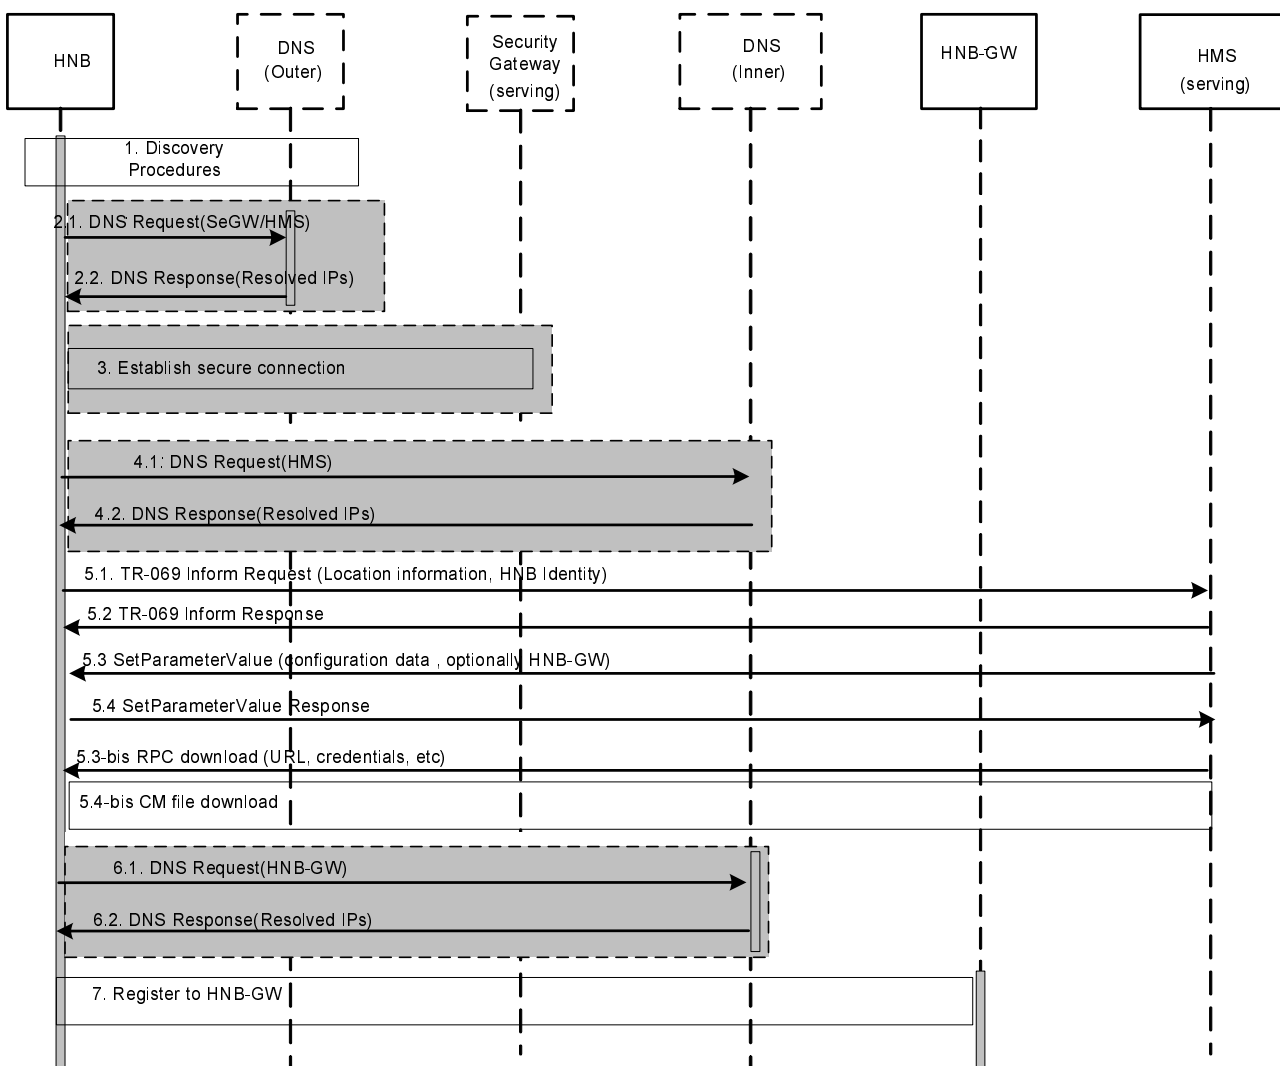 HNB
DNS
(Outer)
Security
Gateway
(serving)
DNS
(Inner)
HNB-GW
HMS
(serving)
1. Discovery
Procedures
2.1. DNS Request(SeGW/HMS)
2.2. DNS Response(Resolved IPs)
3. Establish secure connection
4.1. DNS Request(HMS)
4.2. DNS Response(Resolved IPs)
5.1. TR-069 Inform Request (Location information, HNB Identity)
5.2 TR-069 Inform Response
5.3 SetParameterValue (configuration data , optionally HNB-GW)
5.4 SetParameterValue Response
5.3-bis RPC download (URL, credentials, etc)
5.4-bis CM file download
6.1. DNS Request(HNB-GW)
6.2. DNS Response(Resolved IPs)
7. Register to HNB-GW